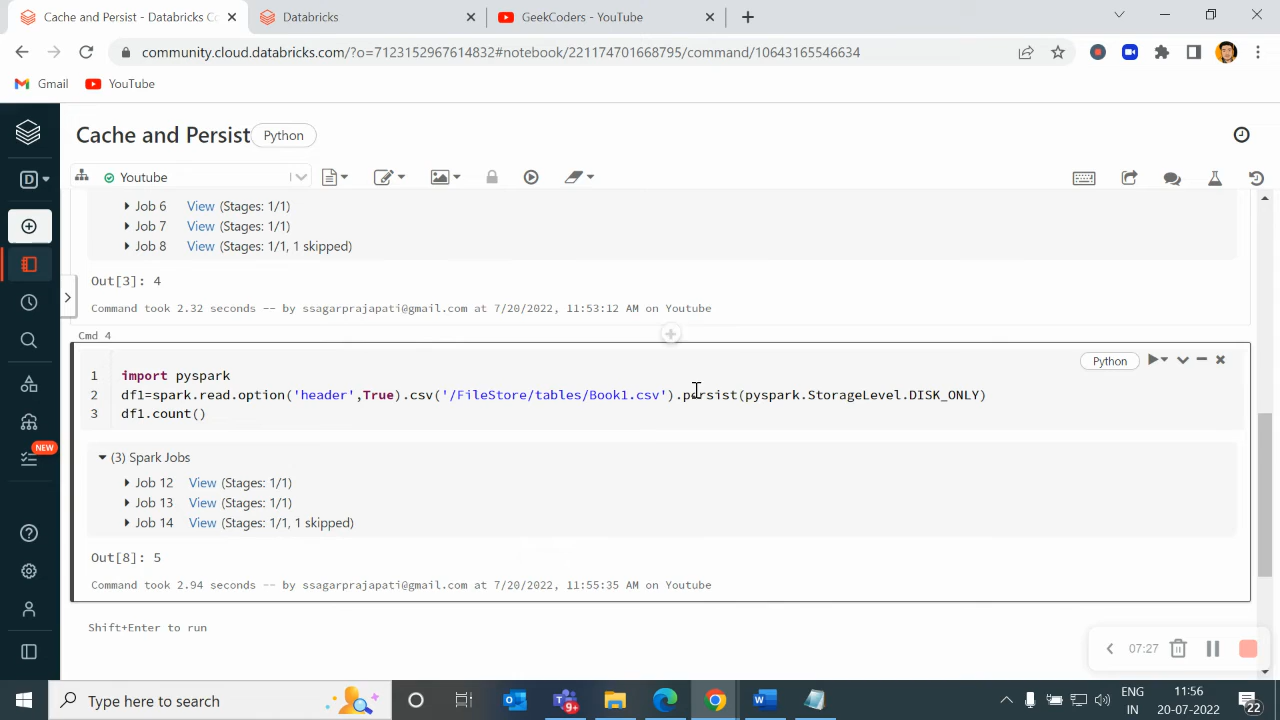 Cache and Persist - Databricks Co
Databricks
GeekCoders - YouTube
community.cloud.databricks.com/?o=7123152967614832#notebook/221174701668795/command/10643165546634
Gmail
YouTube
Cache and Persist
Python
D
Youtube
Job 6 View (Stages: 1/1)
Job 7 View (Stages: 1/1)
Job 8 View (Stages: 1/1, 1 skipped)
Out[3]: 4
Command took 2.32 seconds -- by ssagarprajapati@gmail.com at 7/20/2022, 11:53:12 AM on Youtube
Cmd 4
Python
1 import pyspark
2 df1=spark.read.option('header',True).csv('/FileStore/tables/Book1.csv').persist(pyspark.StorageLevel.DISK_ONLY)
3 df1.count()
(3) Spark Jobs
Job 12 View (Stages: 1/1)
Job 13 View (Stages: 1/1)
Job 14 View (Stages: 1/1, 1 skipped)
NEW
Out[8]: 5
Command took 2.94 seconds -- by ssagarprajapati@gmail.com at 7/20/2022, 11:55:35 AM on Youtube
Shift+Enter to run
07:27
Type here to search
9+
ENG
IN
11:56
20-07-2022
22